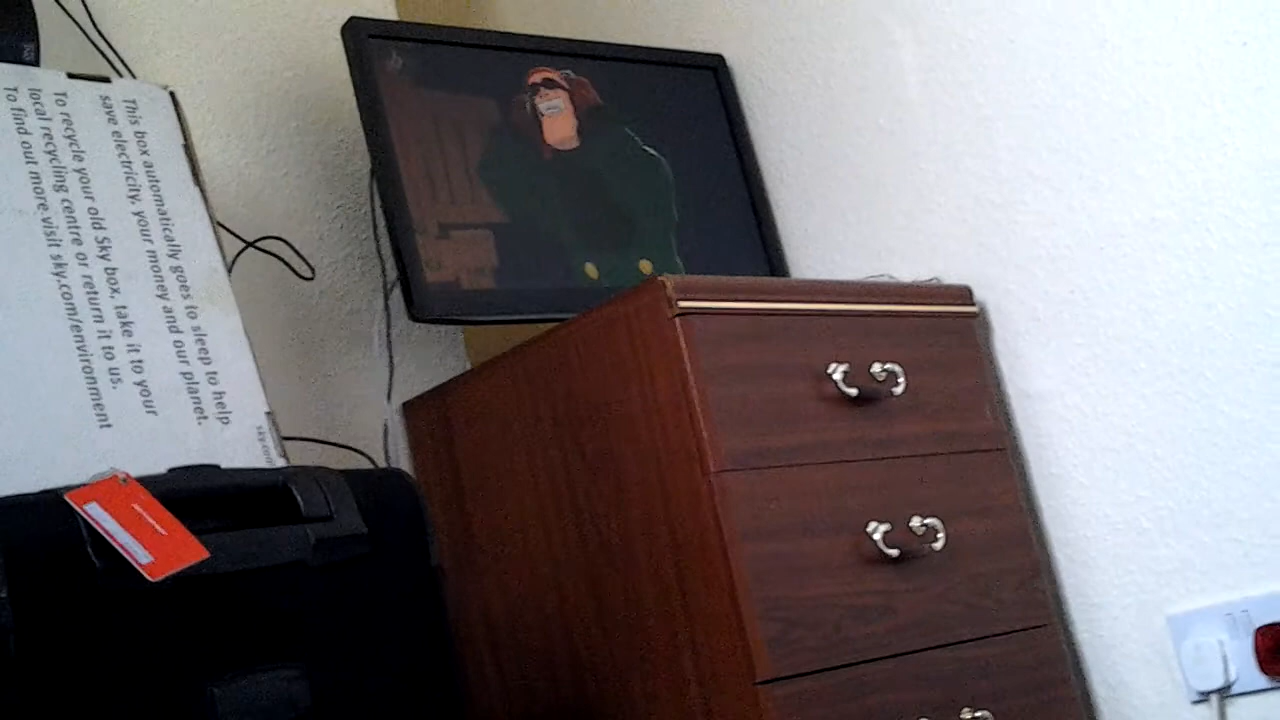 This box automatically goes to sleep to help
save electricity, your money and our planet.
To recycle your old Sky box, take it to your
local recycling centre or return it to us.
To find out more visit sky.com/environment
sky.com